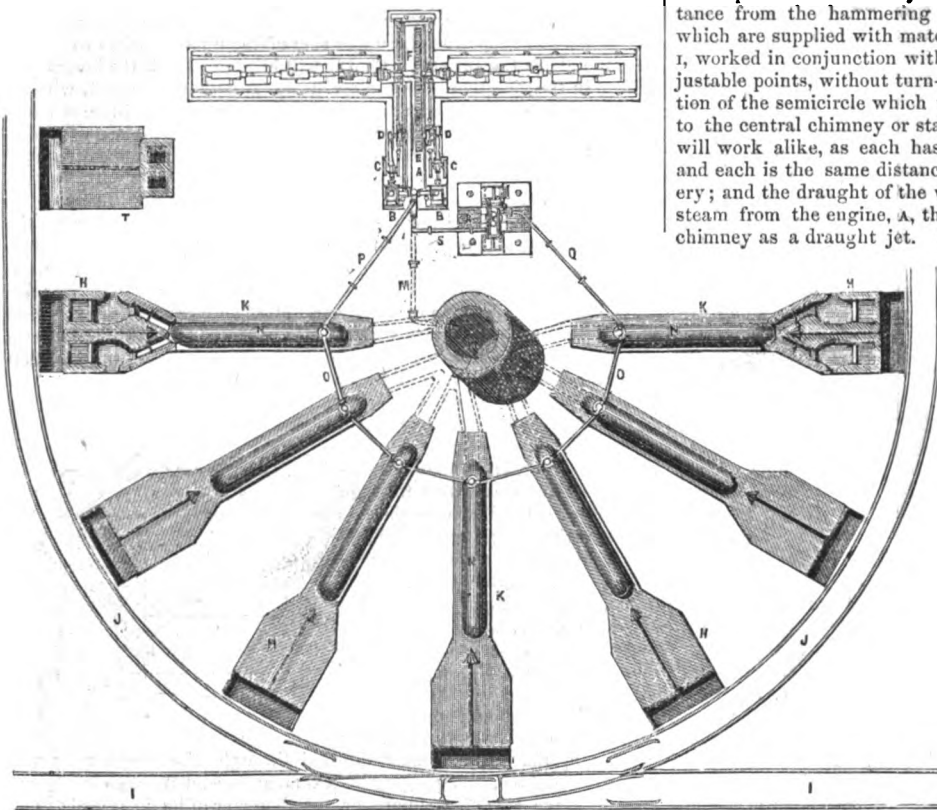 tance from the hammering
which are supplied with mate
I, worked in conjunction with
justable points, without turn-
tion of the semicircle which
to the central chimney or sta
will work alike, as each has
and each is the same distanc
ery; and the draught of the v
steam from the engine, A, th
chimney as a draught jet.
F
G
G
D
D
E
C
A
C
B
B
T
P
S
G
Q
M
H
K
N
K
N
H
O
O
K
H
H
J
J
I
I